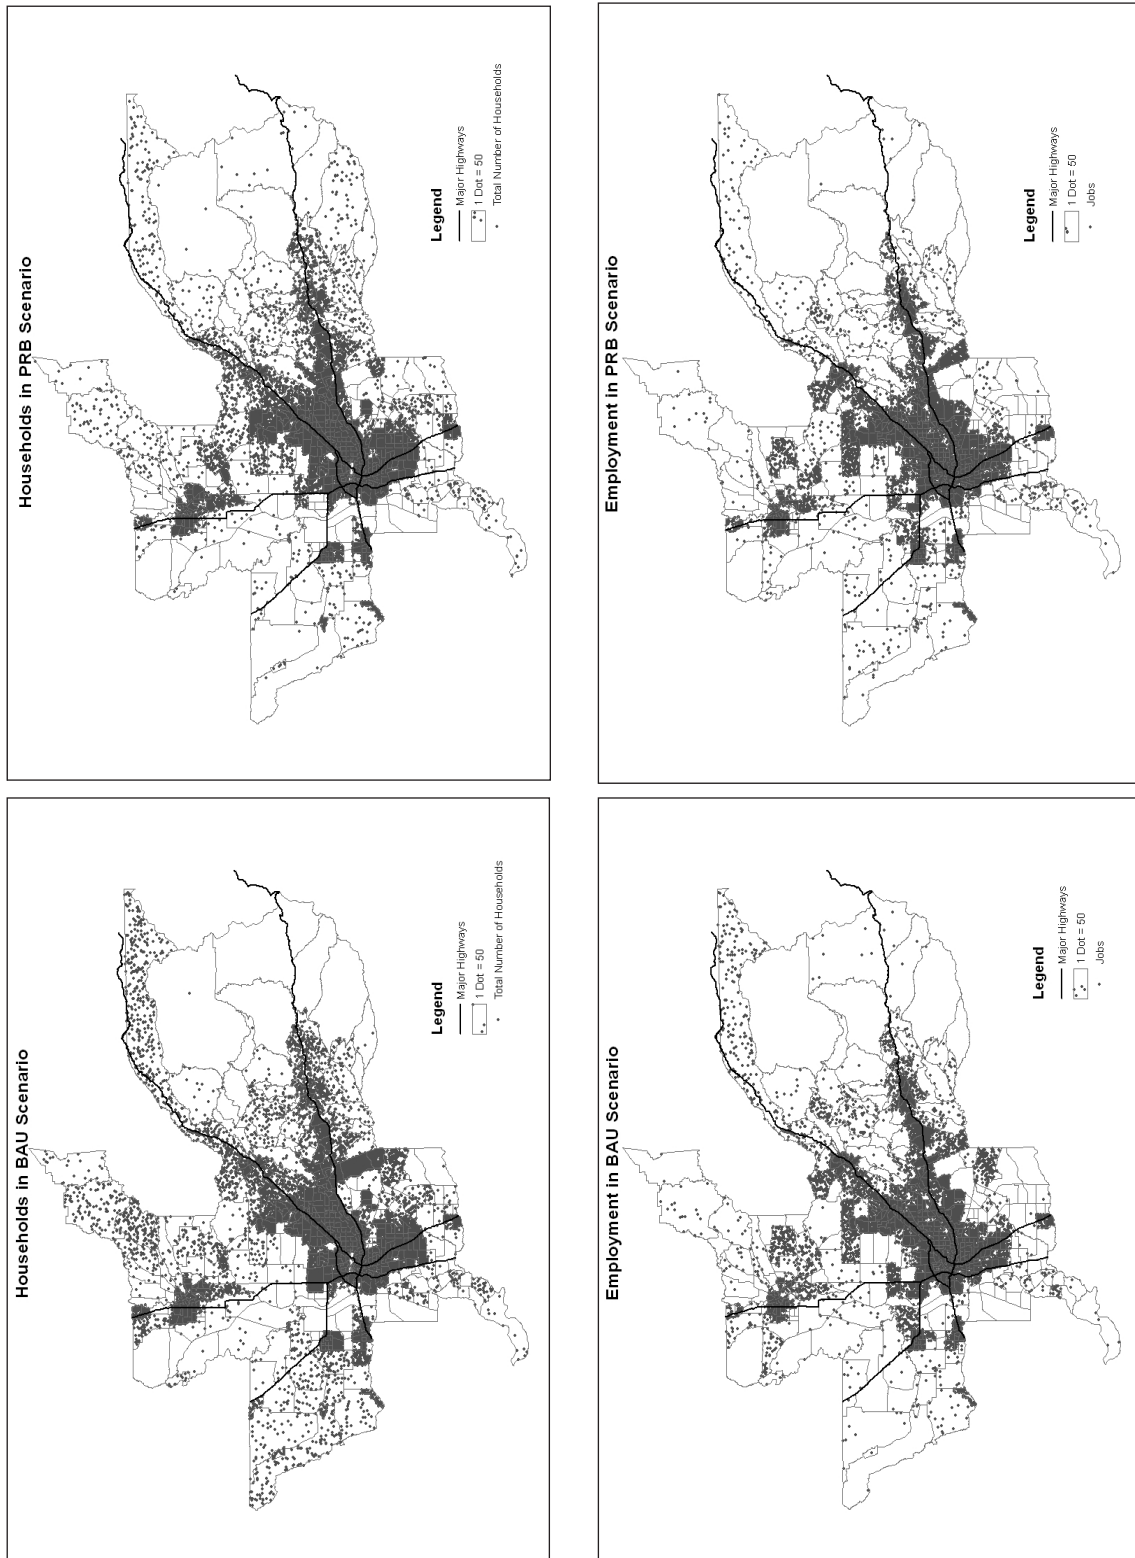 Households in PRB Scenario
Legend
Major Highways
1 Dot = 50
Total Number of Households
Employment in PRB Scenario
Legend
Major Highways
1 Dot = 50
Jobs
Households in BAU Scenario
Legend
Major Highways
1 Dot = 50
Total Number of Households
Employment in BAU Scenario
Legend
Major Highways
1 Dot = 50
Jobs